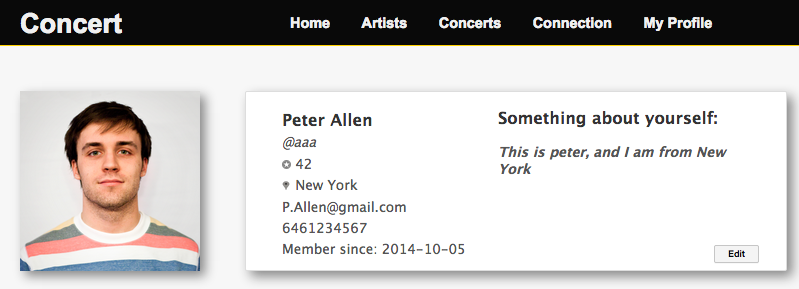 Concert
Home Artists Concerts Connection My Profile
Peter Allen
@aaa
42
New York
P.Allen@gmail.com
6461234567
Member since: 2014-10-05
Something about yourself:
This is peter, and I am from New
York
Edit